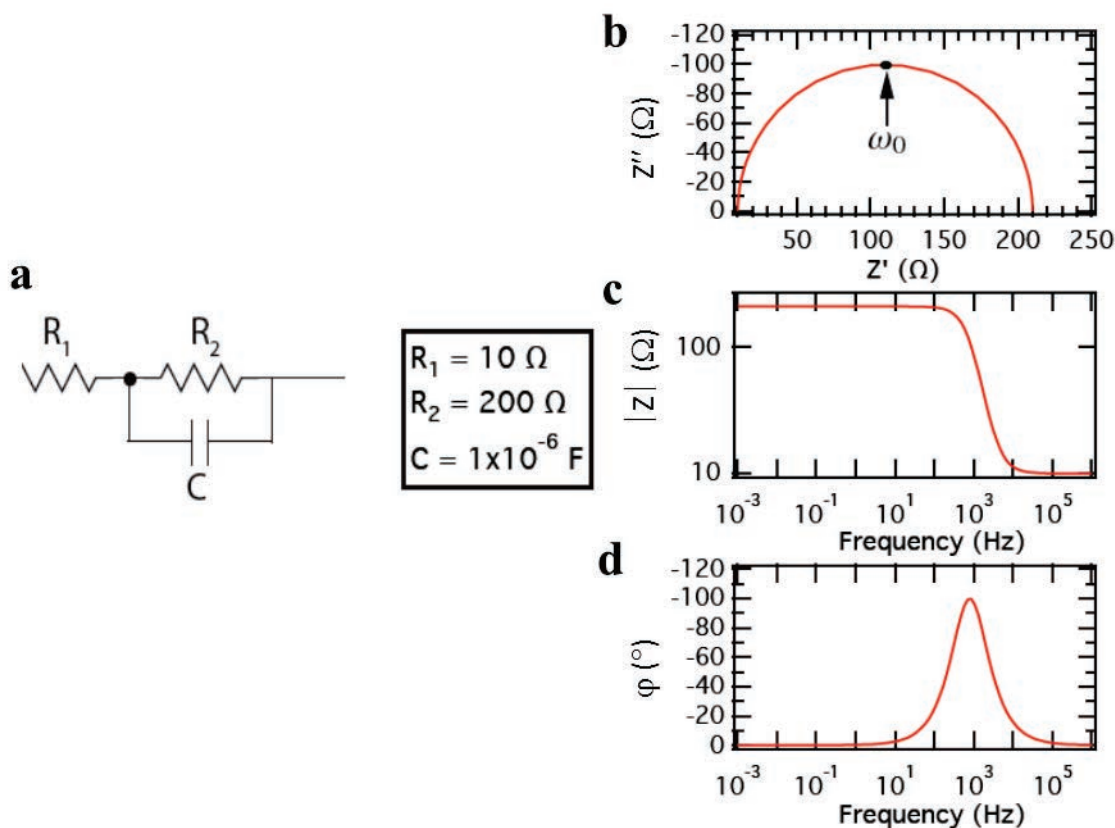 a
R₁
R₂
C
R₁ = 10 Ω
R₂ = 200 Ω
C = 1x10⁻⁶ F
b
-120
-100
-80
-60
-40
-20
0
Z'' (Ω)
ω₀
50 100 150 200 250
Z' (Ω)
c
100
10
|Z| (Ω)
10⁻³ 10⁻¹ 10¹ 10³ 10⁵
Frequency (Hz)
d
-120
-100
-80
-60
-40
-20
0
φ (°)
10⁻³ 10⁻¹ 10¹ 10³ 10⁵
Frequency (Hz)